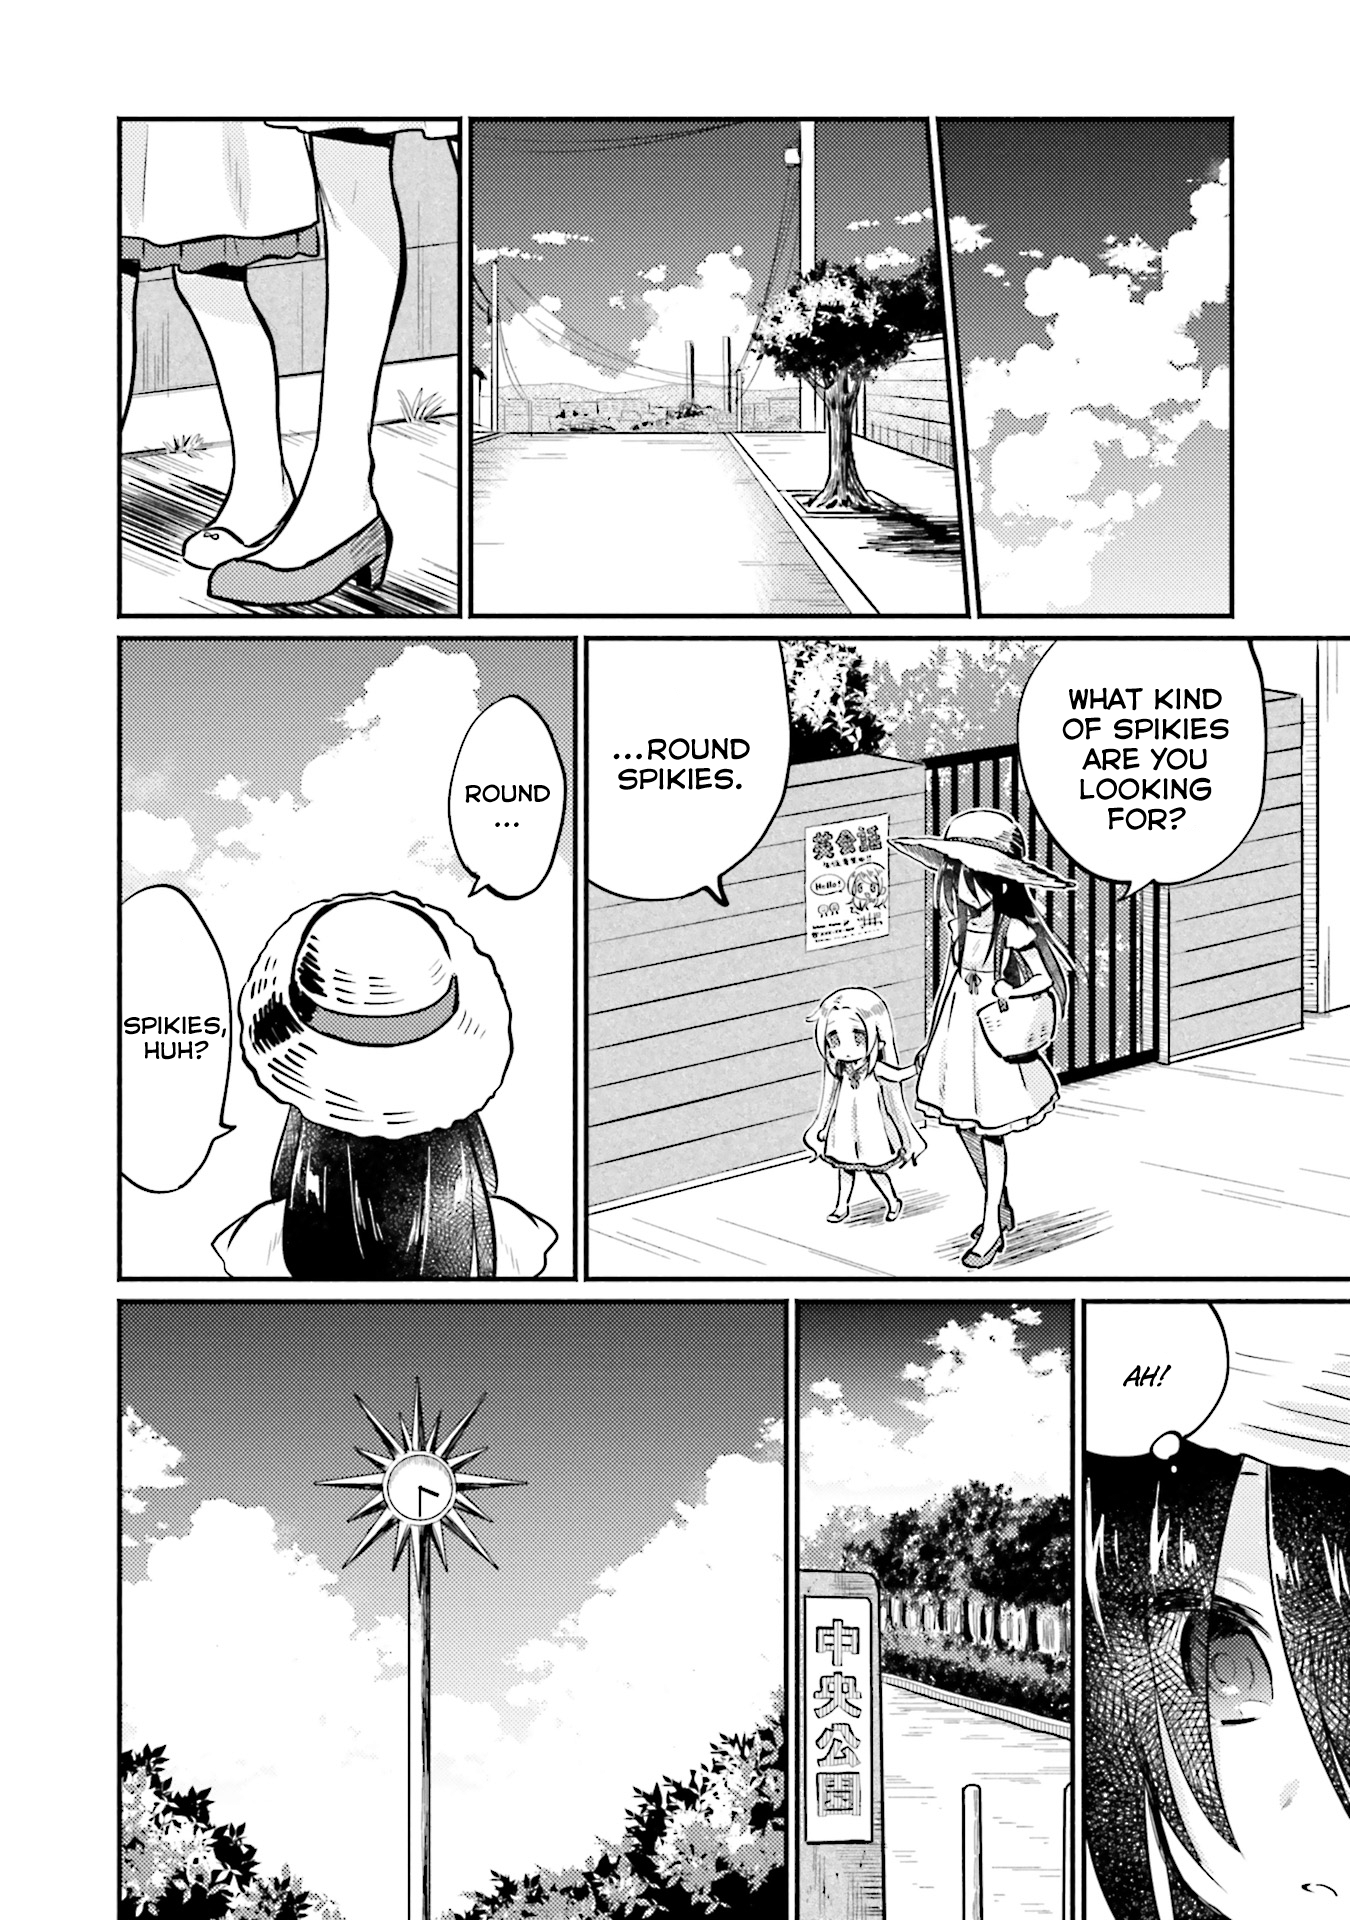 WHAT KIND
OF SPIKIES
ARE YOU
LOOKING
FOR?
...ROUND
SPIKIES.
英会話
Hello!
ROUND
...
SPIKIES,
HUH?
AH!
中央公園